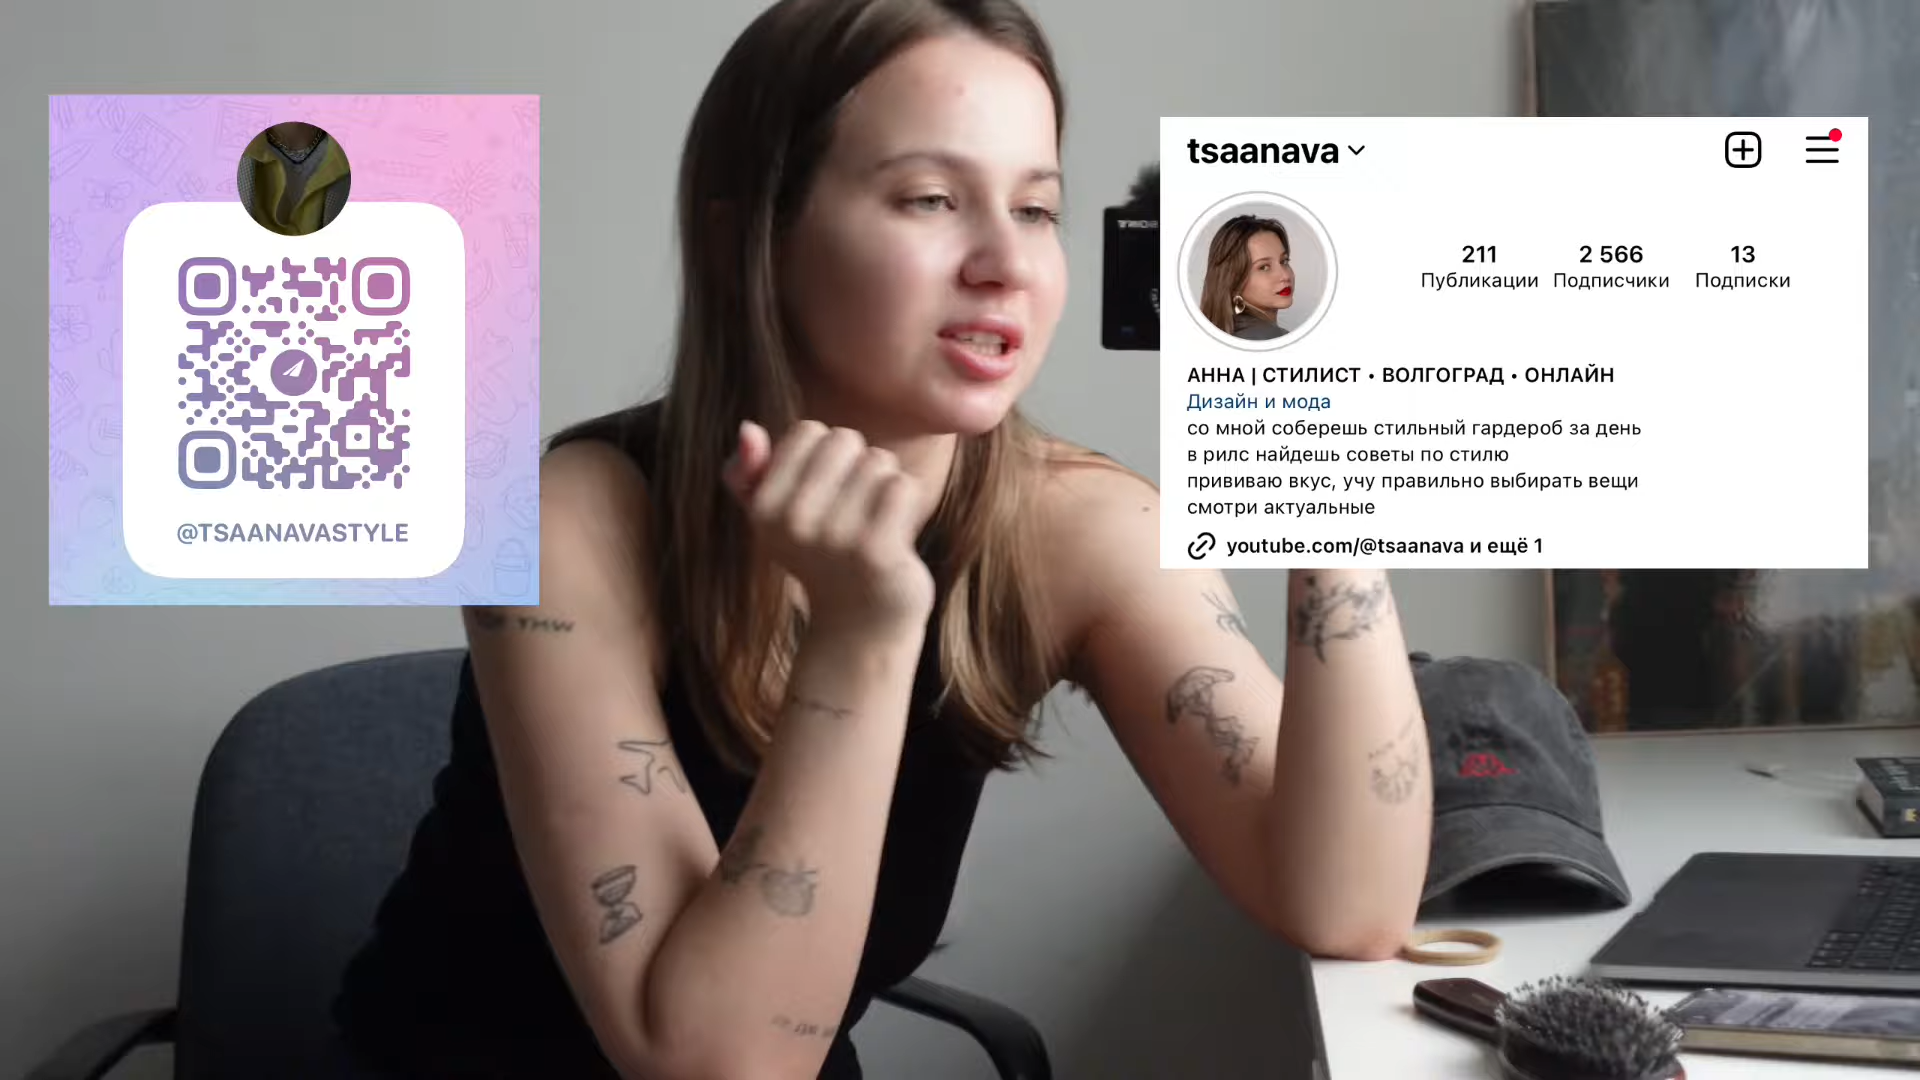 @TSAANAVASTYLE
tsaanava
211
Публикации
2 566
Подписчики
13
Подписки
АННА | СТИЛИСТ • ВОЛГОГРАД • ОНЛАЙН
Дизайн и мода
со мной соберешь стильный гардероб за день
в рилс найдешь советы по стилю
прививаю вкус, учу правильно выбирать вещи
смотри актуальные
youtube.com/@tsaanava и ещё 1